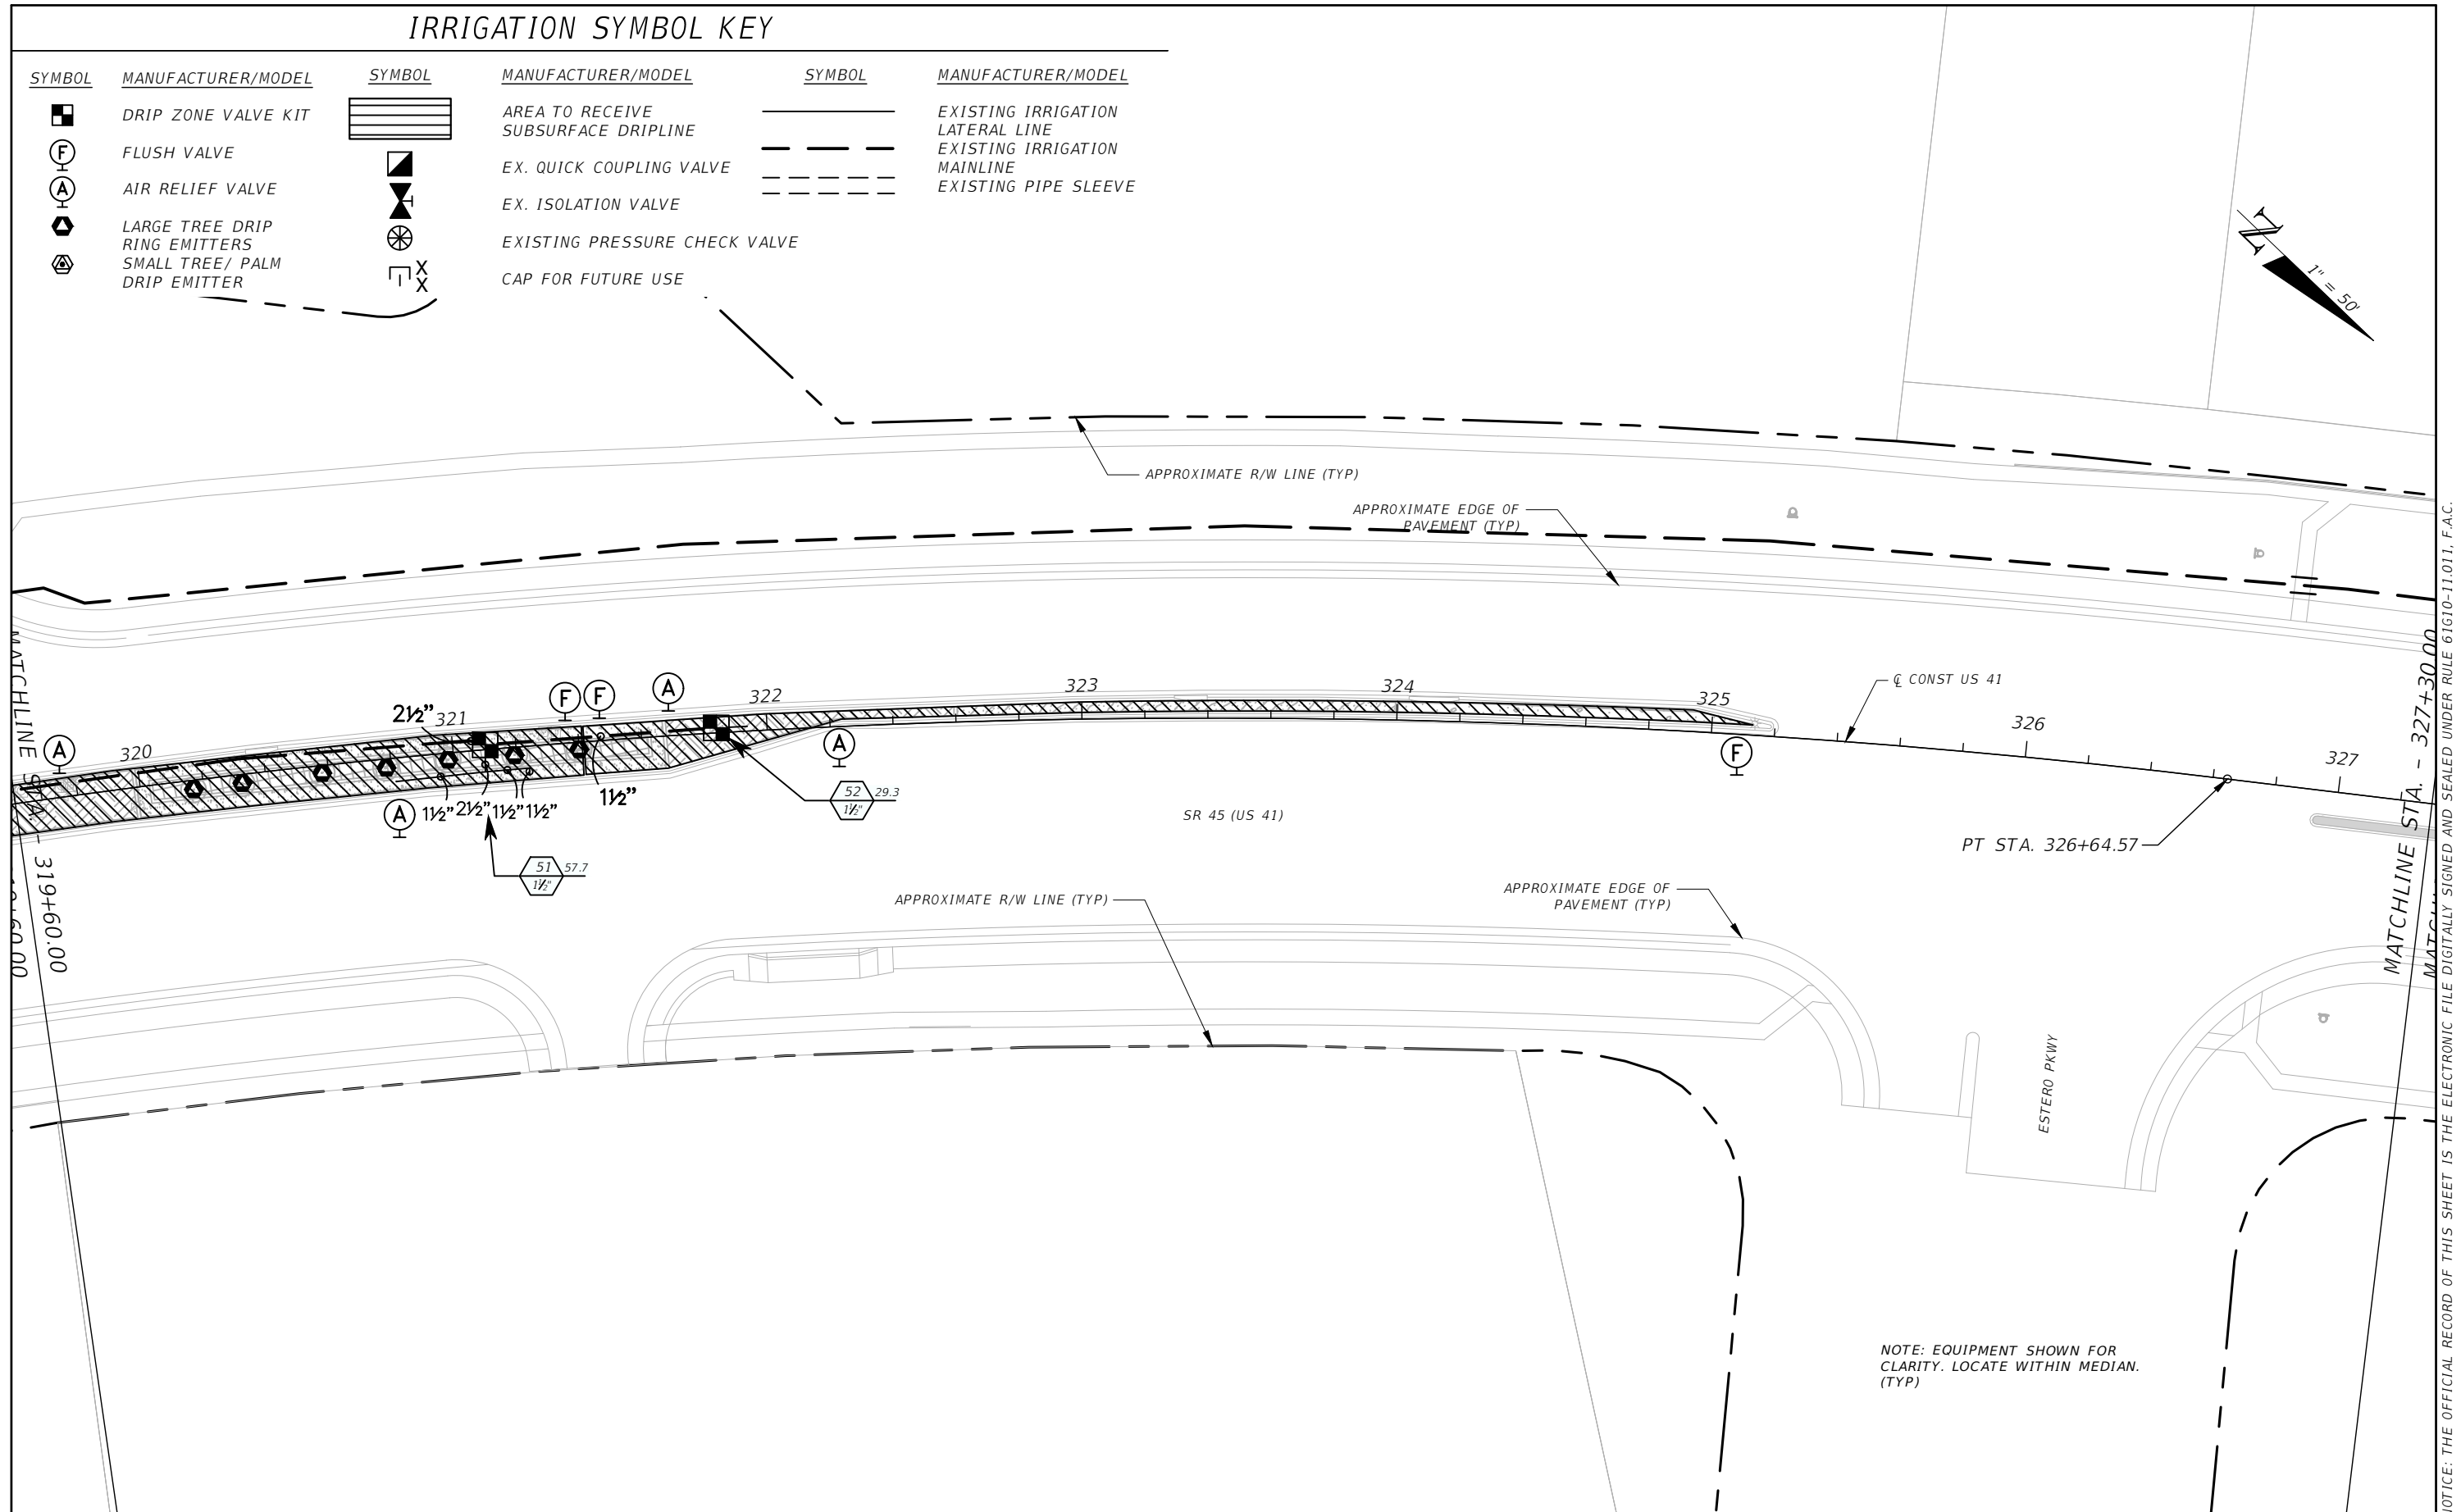 IRRIGATION SYMBOL KEY
SYMBOL
MANUFACTURER/MODEL
DRIP ZONE VALVE KIT
F
FLUSH VALVE
A
AIR RELIEF VALVE
LARGE TREE DRIP
RING EMITTERS
SMALL TREE/ PALM
DRIP EMITTER
SYMBOL
MANUFACTURER/MODEL
AREA TO RECEIVE
SUBSURFACE DRIPLINE
EX. QUICK COUPLING VALVE
EX. ISOLATION VALVE
EXISTING PRESSURE CHECK VALVE
X
X
CAP FOR FUTURE USE
SYMBOL
MANUFACTURER/MODEL
EXISTING IRRIGATION
LATERAL LINE
EXISTING IRRIGATION
MAINLINE
EXISTING PIPE SLEEVE
N
1" = 50'
APPROXIMATE R/W LINE (TYP)
APPROXIMATE EDGE OF
PAVEMENT (TYP)
MATCHLINE STA. - 319+60.00
+60.00
A
320
2½"
321
F
F
A
322
323
324
325
℄ CONST US 41
326
327
A
1½"
2½"
1½"
1½"
1½"
A
F
52
1½"
29.3
51
1½"
57.7
SR 45 (US 41)
PT STA. 326+64.57
MATCHLINE STA. - 327+30.00
APPROXIMATE R/W LINE (TYP)
APPROXIMATE EDGE OF
PAVEMENT (TYP)
ESTERO PKWY
NOTE: EQUIPMENT SHOWN FOR
CLARITY. LOCATE WITHIN MEDIAN.
(TYP)
NOTICE: THE OFFICIAL RECORD OF THIS SHEET IS THE ELECTRONIC FILE DIGITALLY SIGNED AND SEALED UNDER RULE 61G10-11.011, F.A.C.